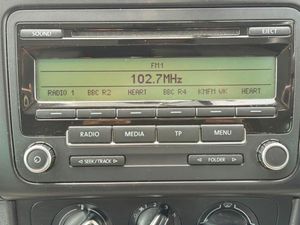 SOUND
EJECT
FM1
102.7MHz
RADIO 1 BBC R2 HEART BBC R4 KMFM WK HEART
RADIO MEDIA TP MENU
SEEK/TRACK FOLDER